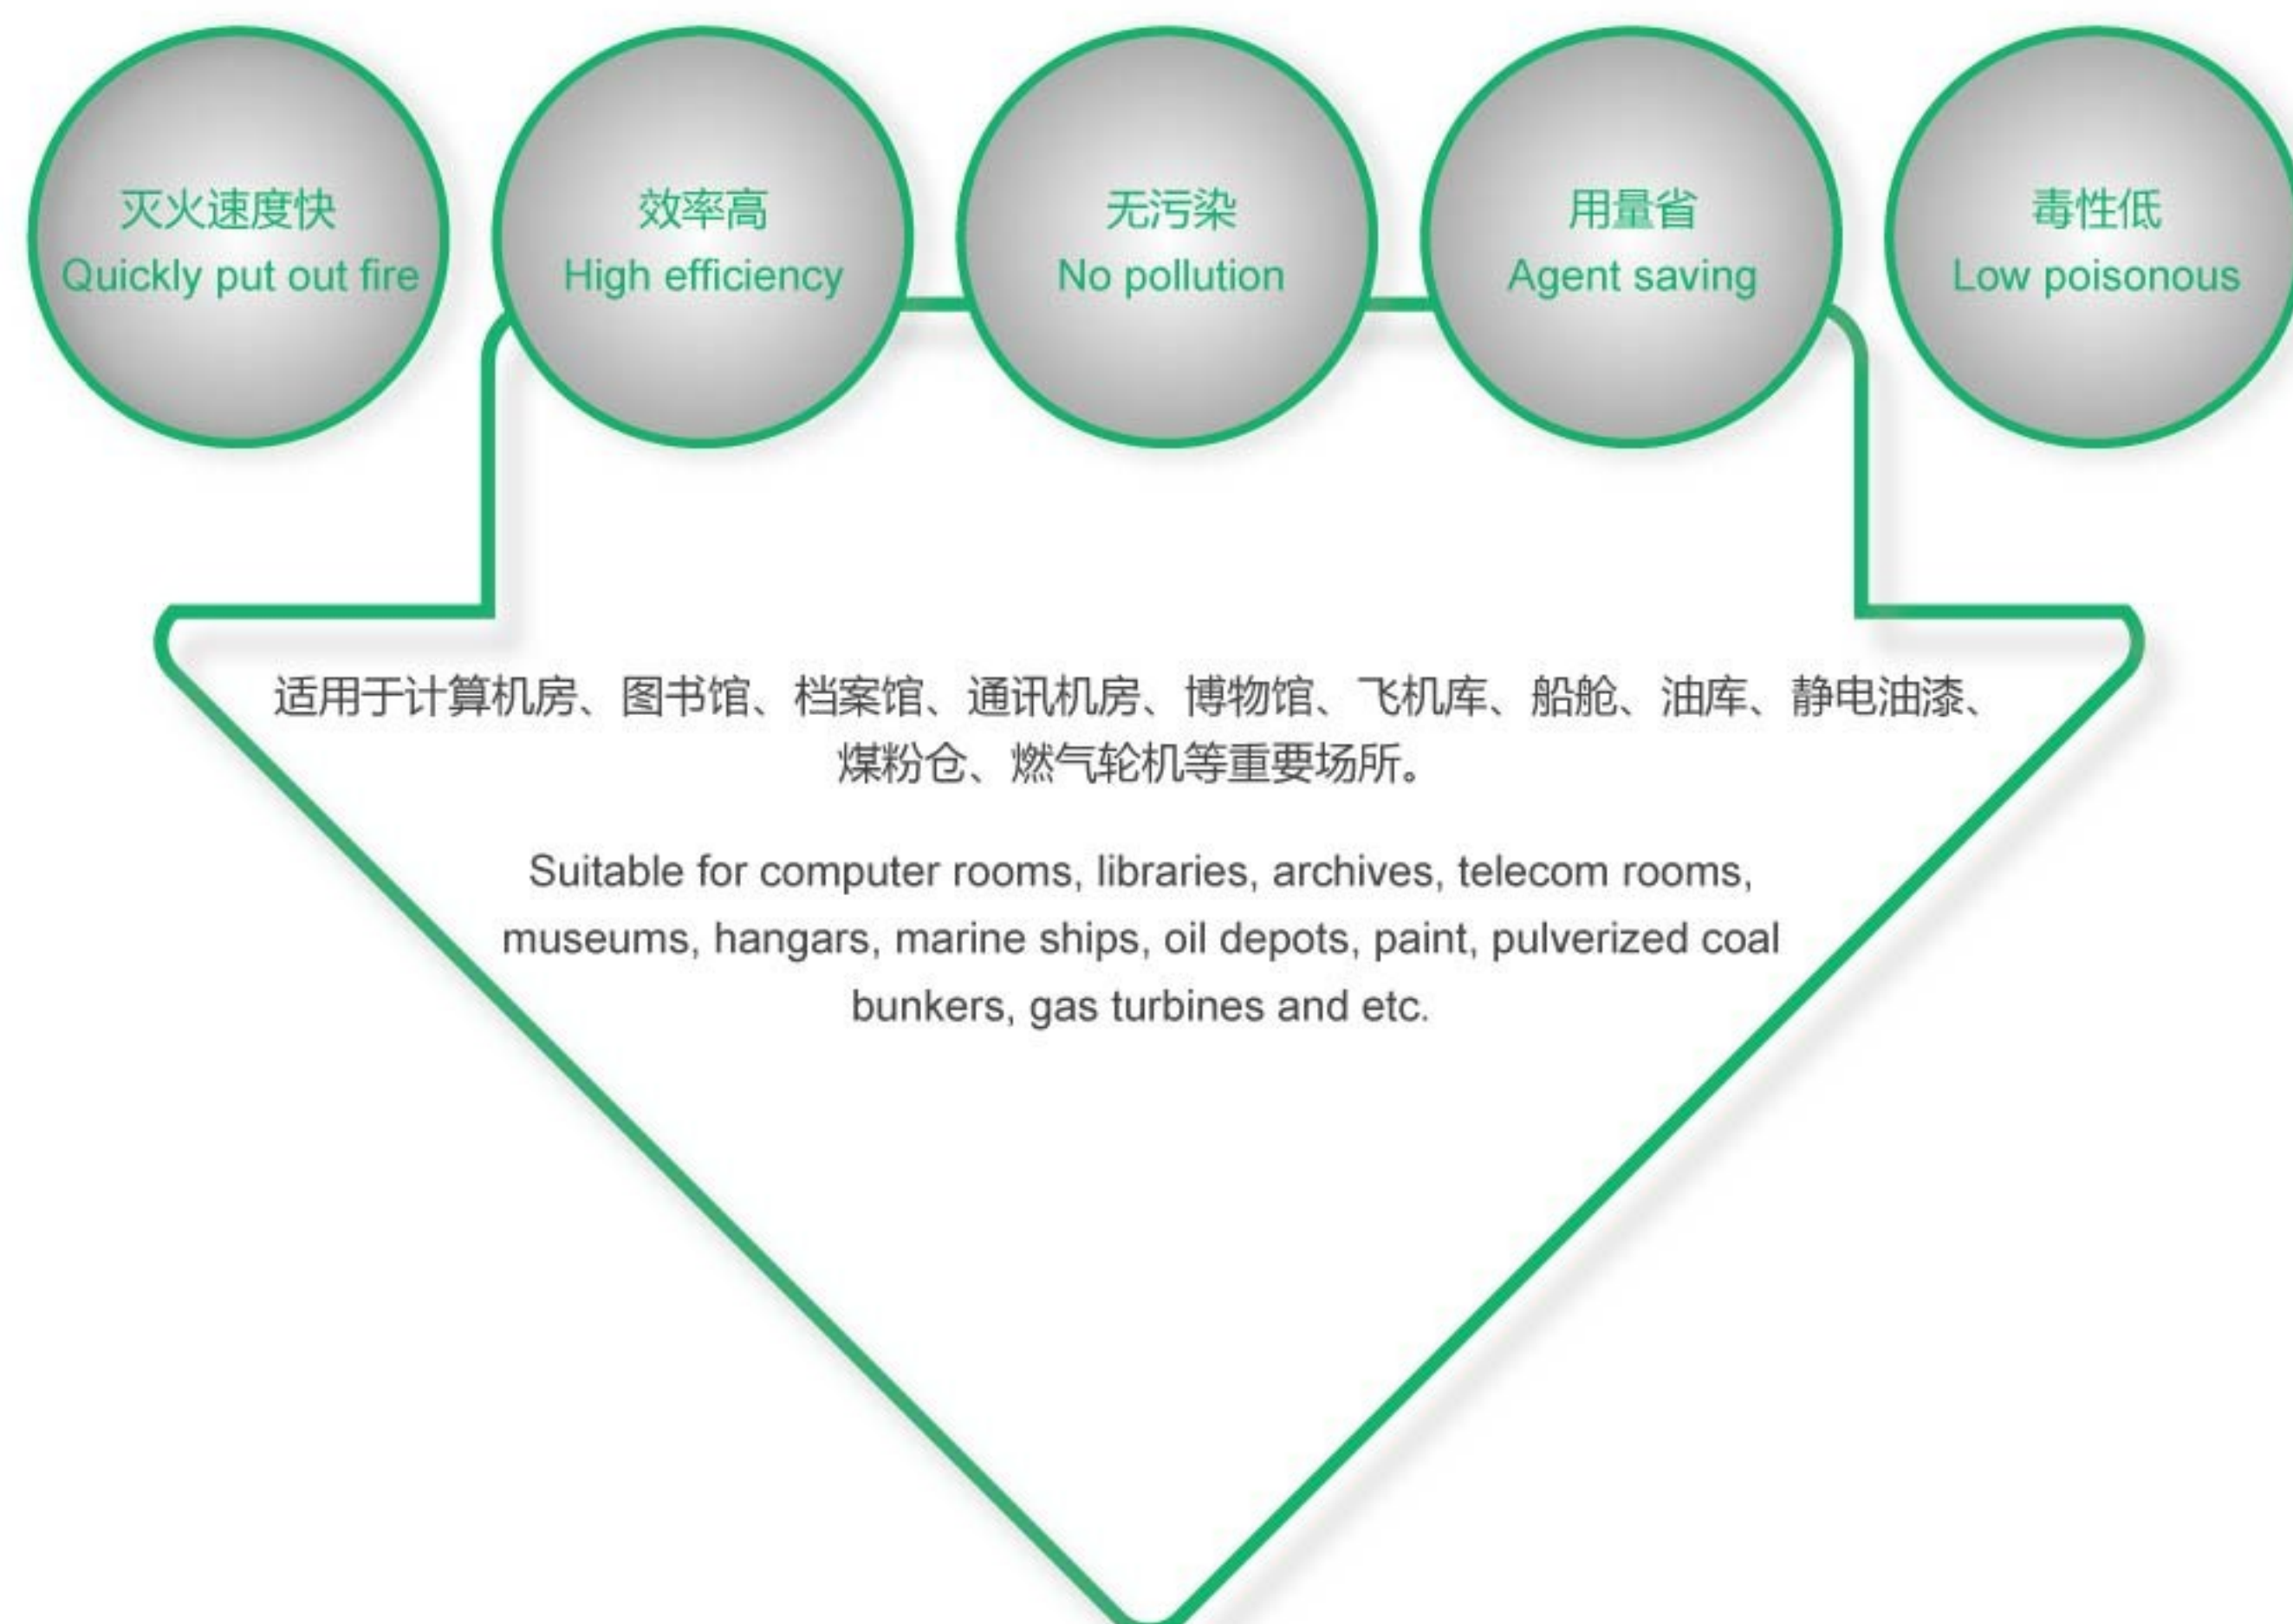 灭火速度快
Quickly put out fire
效率高
High efficiency
无污染
No pollution
用量省
Agent saving
毒性低
Low poisonous
适用于计算机房、图书馆、档案馆、通讯机房、博物馆、飞机库、船舱、油库、静电油漆、
煤粉仓、燃气轮机等重要场所。
Suitable for computer rooms, libraries, archives, telecom rooms,
museums, hangars, marine ships, oil depots, paint, pulverized coal
bunkers, gas turbines and etc.